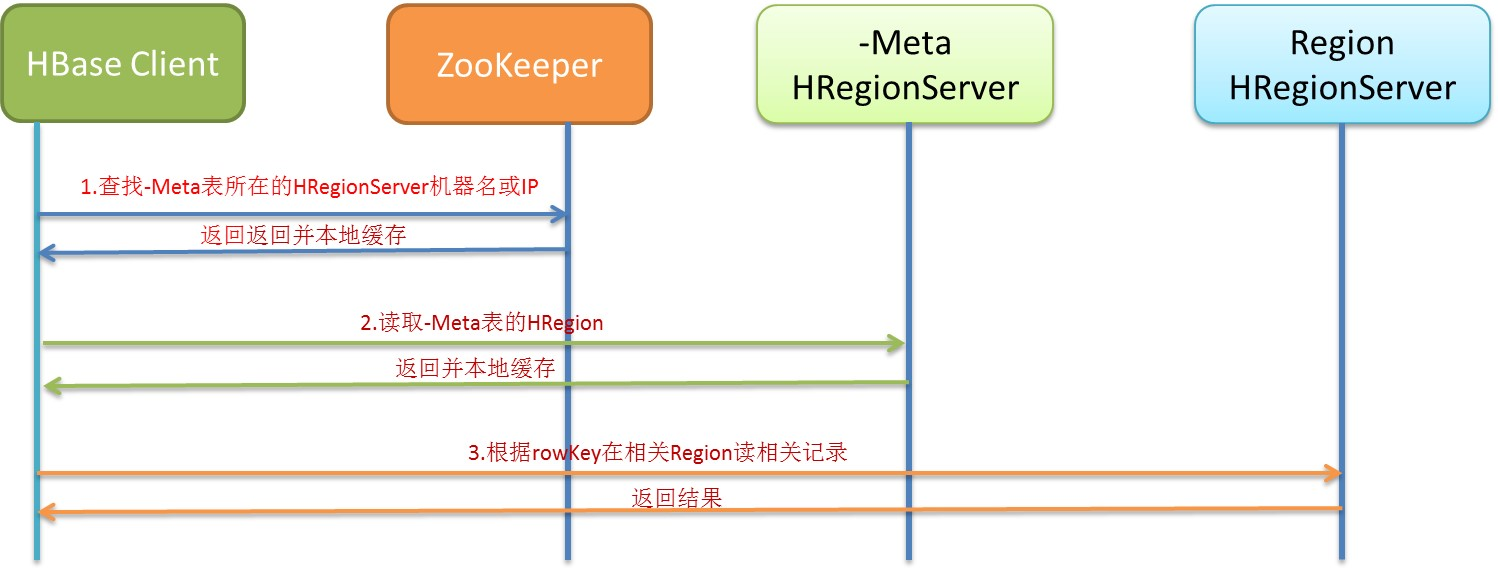 HBase Client
ZooKeeper
-Meta
HRegionServer
Region
HRegionServer
1.查找-Meta表所在的HRegionServer机器名或IP
返回返回并本地缓存
2.读取-Meta表的HRegion
返回并本地缓存
3.根据rowKey在相关Region读相关记录
返回结果